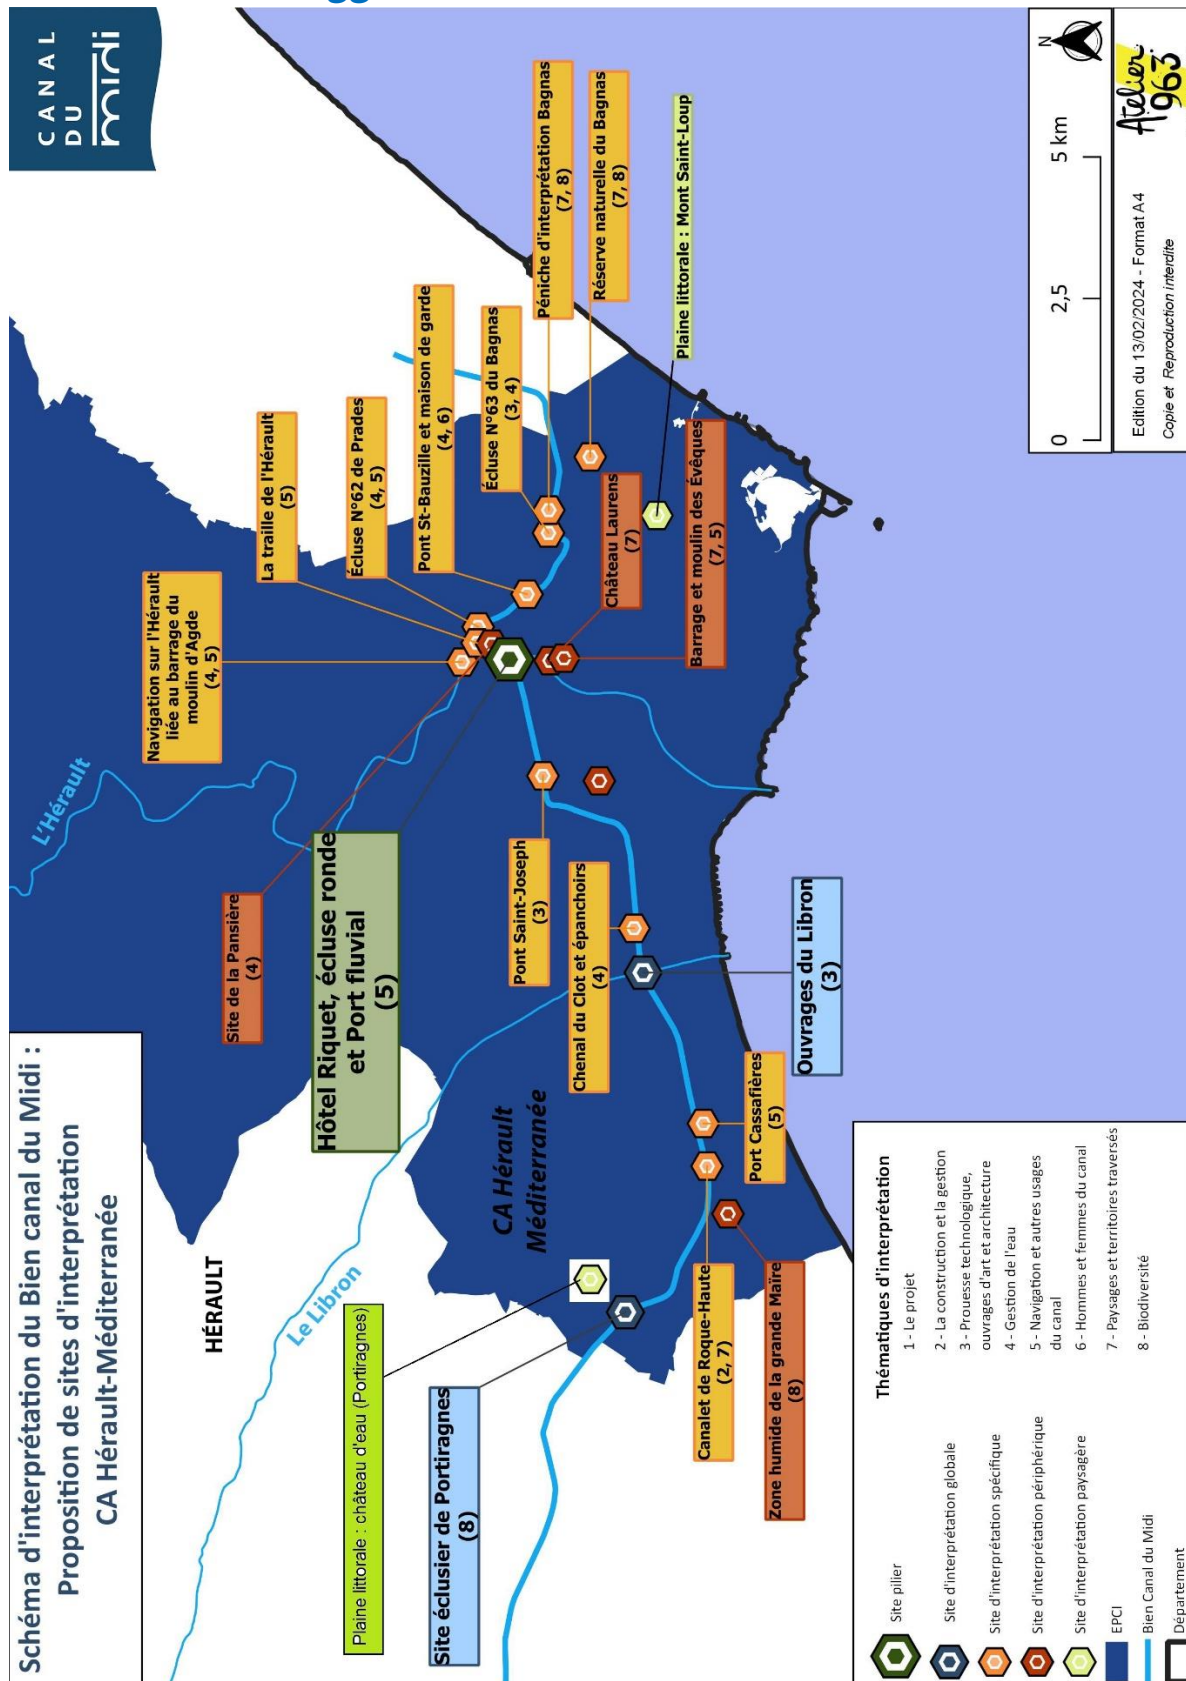 CANAL
DU
midi
Schéma d'interprétation du Bien canal du Midi :
Proposition de sites d'interprétation
CA Hérault-Méditerranée
HÉRAULT
L'Hérault
Le Libron
CA Hérault
Méditerranée
Navigation sur l'Hérault
liée au barrage du
moulin d'Agde
(4, 5)
La traille de l'Hérault
(5)
Écluse N°62 de Prades
(4, 5)
Pont St-Bauzille et maison de garde
(4, 6)
Écluse N°63 du Bagnas
(3, 4)
Péniche d'interprétation Bagnas
(7, 8)
Réserve naturelle du Bagnas
(7, 8)
Plaine littorale : Mont Saint-Loup
Site de la Pansière
(4)
Hôtel Riquet, écluse ronde
et Port fluvial
(5)
Château Laurens
(7)
Barrage et moulin des Évêques
(7, 5)
Pont Saint-Joseph
(3)
Chenal du Clot et épanchoirs
(4)
Ouvrages du Libron
(3)
Port Cassafières
(5)
Plaine littorale : château d'eau (Portiragnes)
Site éclusier de Portiragnes
(8)
Canalet de Roque-Haute
(2, 7)
Zone humide de la grande Maïre
(8)
Site pilier
Site d'interprétation globale
Site d'interprétation spécifique
Site d'interprétation périphérique
Site d'interprétation paysagère
EPCI
Bien Canal du Midi
Département
Thématiques d'interprétation
1 - Le projet
2 - La construction et la gestion
3 - Prouesse technologique,
ouvrages d'art et architecture
4 - Gestion de l'eau
5 - Navigation et autres usages
du canal
6 - Hommes et femmes du canal
7 - Paysages et territoires traversés
8 - Biodiversité
N
0 2,5 5 km
Edition du 13/02/2024 - Format A4
Copie et Reproduction interdite
Atelier
963